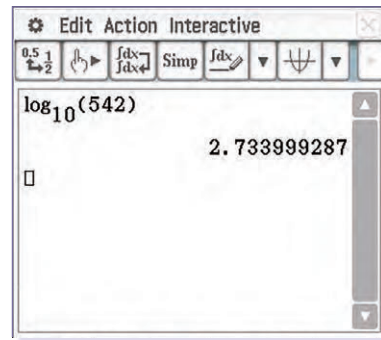 Edit Action Interactive
0.5 1 2 ∫dx ∫dx Simp ∫dx
log10(542)
2.733999287